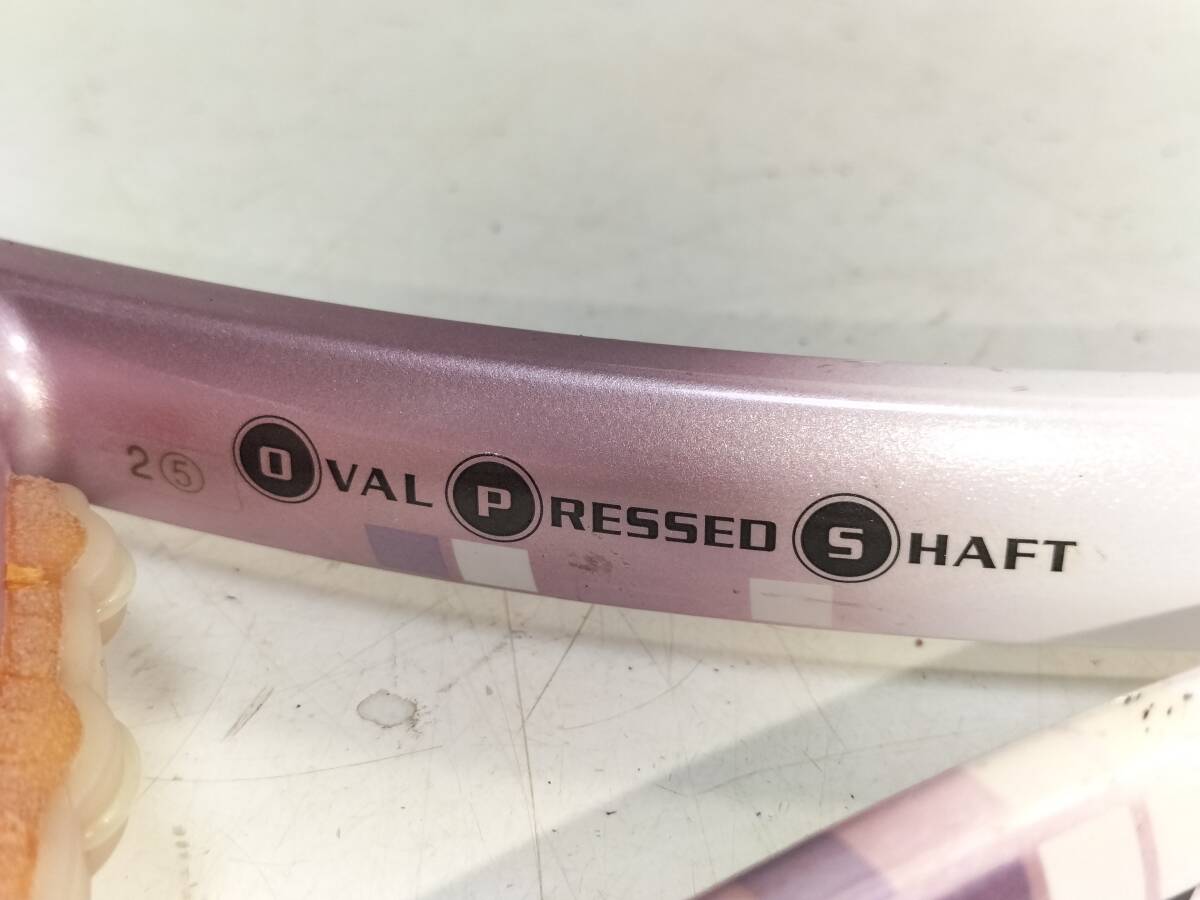 2⑤ OVAL PRESSED SHAFT